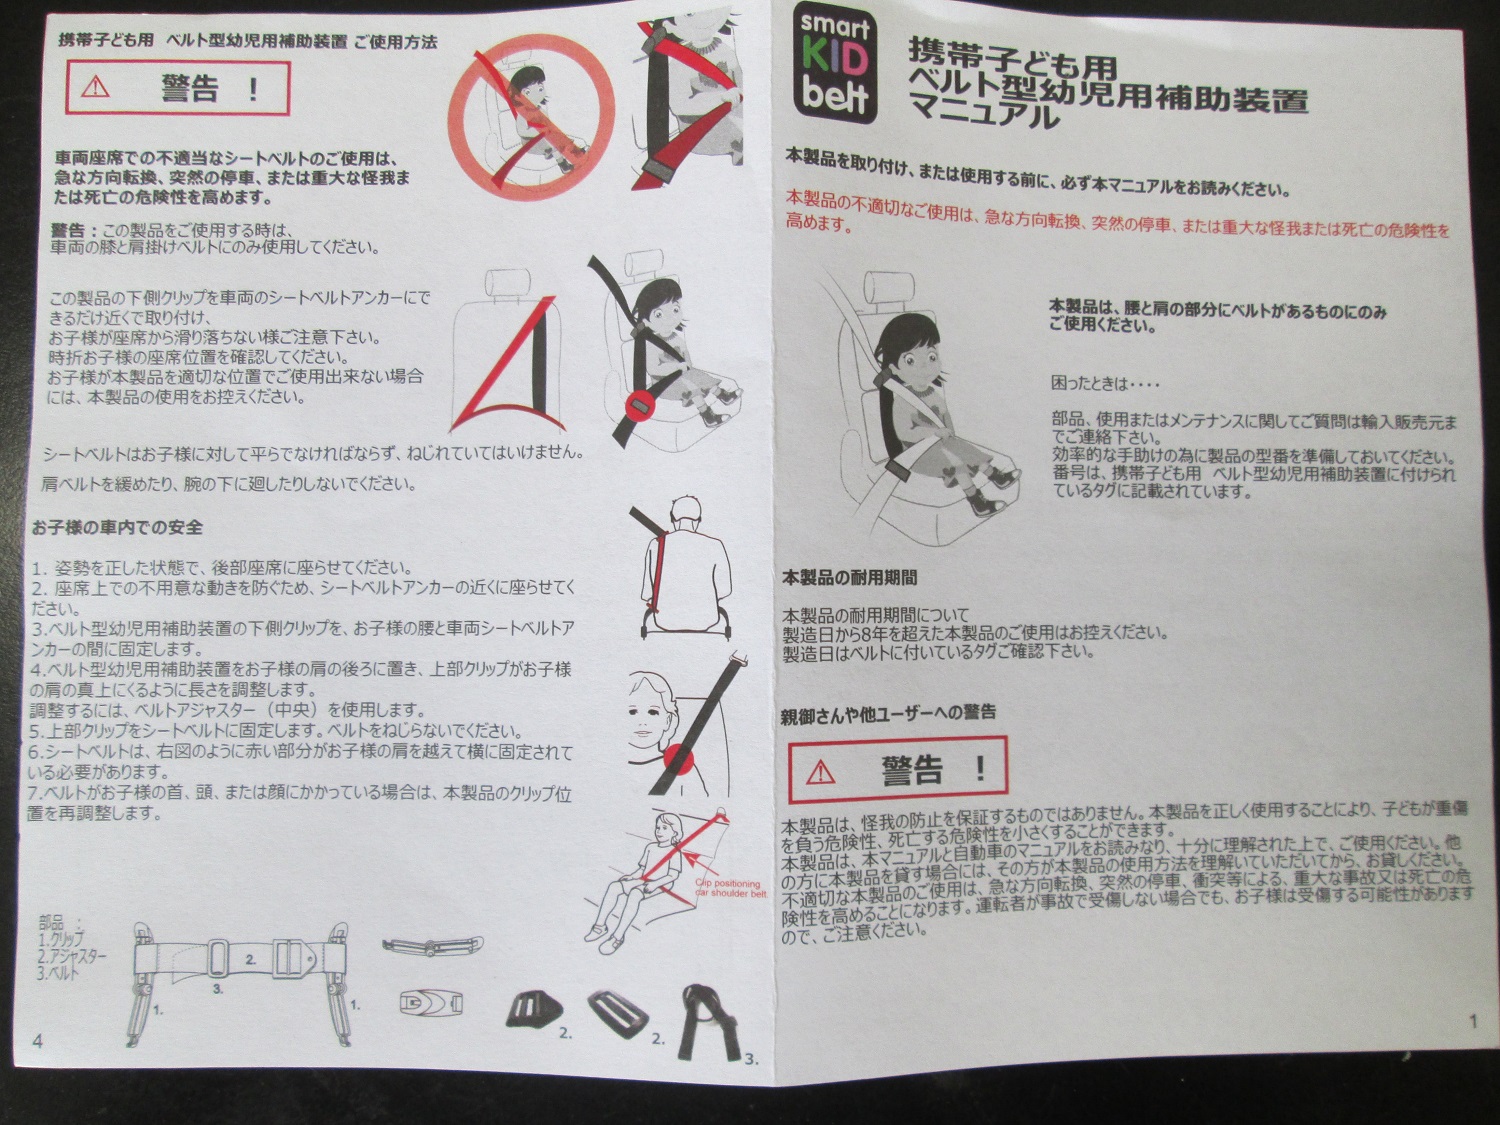 携帯子ども用 ベルト型幼児用補助装置 ご使用方法
警告 !
車両座席での不適当なシートベルトのご使用は、
急な方向転換、突然の停車、または重大な怪我ま
たは死亡の危険性を高めます。
警告：この製品をご使用する時は、
車両の膝と肩掛けベルトにのみ使用してください。
この製品の下側クリップを車両のシートベルトアンカーにで
きるだけ近くで取り付け、
お子様が座席から滑り落ちない様ご注意下さい。
時折お子様の座席位置を確認してください。
お子様が本製品を適切な位置でご使用出来ない場合
には、本製品の使用をお控えください。
シートベルトはお子様に対して平らでなければならず、ねじれていてはいけません。
肩ベルトを緩めたり、腕の下に廻したりしないでください。
お子様の車内での安全
1. 姿勢を正した状態で、後部座席に座らせてください。
2. 座席上での不用意な動きを防ぐため、シートベルトアンカーの近くに座らせてく
ださい。
3.ベルト型幼児用補助装置の下側クリップを、お子様の腰と車両シートベルトア
ンカーの間に固定します。
4.ベルト型幼児用補助装置をお子様の肩の後ろに置き、上部クリップがお子様
の肩の真上にくるように長さを調整します。
調整するには、ベルトアジャスター（中央）を使用します。
5.上部クリップをシートベルトに固定します。ベルトをねじらないでください。
6.シートベルトは、右図のように赤い部分がお子様の肩を越えて横に固定されて
いる必要があります。
7.ベルトがお子様の首、頭、または顔にかかっている場合は、本製品のクリップ位
置を再調整します。
Clip positioning
car shoulder belt.
部品 :
1.クリップ
2.アジャスター
3.ベルト
2.
3.
1.
1.
2.
2.
3.
4
smart
KID
belt
携帯子ども用
ベルト型幼児用補助装置
マニュアル
本製品を取り付け、または使用する前に、必ず本マニュアルをお読みください。
本製品の不適切なご使用は、急な方向転換、突然の停車、または重大な怪我または死亡の危険性を
高めます。
本製品は、腰と肩の部分にベルトがあるものにのみ
ご使用ください。
困ったときは････
部品、使用またはメンテナンスに関してご質問は輸入販売元ま
でご連絡下さい。
効率的な手助けの為に製品の型番を準備しておいてください。
番号は、携帯子ども用 ベルト型幼児用補助装置に付けられ
ているタグに記載されています。
本製品の耐用期間
本製品の耐用期間について
製造日から8年を超えた本製品のご使用はお控えください。
製造日はベルトに付いているタグご確認下さい。
親御さんや他ユーザーへの警告
警告 !
本製品は、怪我の防止を保証するものではありません。本製品を正しく使用することにより、子どもが重傷
を負う危険性、死亡する危険性を小さくすることができます。
本製品は、本マニュアルと自動車のマニュアルをお読みなり、十分に理解された上で、ご使用ください。他
の方に本製品を貸す場合には、その方が本製品の使用方法を理解いていただいてから、お貸しください。
不適切な本製品のご使用は、急な方向転換、突然の停車、衝突等による、重大な事故又は死亡の危
険性を高めることになります。運転者が事故で受傷しない場合でも、お子様は受傷する可能性があります
ので、ご注意ください。
1